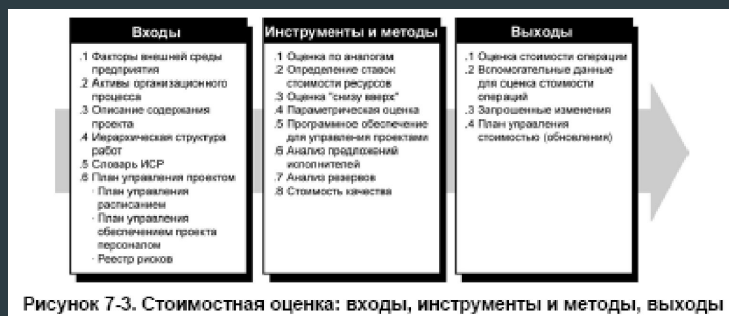 Входы
.1 Факторы внешней среды
предприятия
.2 Активы организационного
процесса
.3 Описание содержания
проекта
.4 Иерархическая структура
работ
.5 Словарь ИСР
.6 План управления проектом
· План управления
расписанием
· План управления
обеспечением проекта
персоналом
· Реестр рисков
Инструменты и методы
.1 Оценка по аналогам
.2 Определение ставок
стоимости ресурсов
.3 Оценка "снизу вверх"
.4 Параметрическая оценка
.5 Программное обеспечение
для управления проектами
.6 Анализ предложений
исполнителей
.7 Анализ резервов
.8 Стоимость качества
Выходы
.1 Оценка стоимости операции
.2 Вспомогательные данные
для оценка стоимости
операций
.3 Запрошенные изменения
.4 План управления
стоимостью (обновления)
Рисунок 7-3. Стоимостная оценка: входы, инструменты и методы, выходы